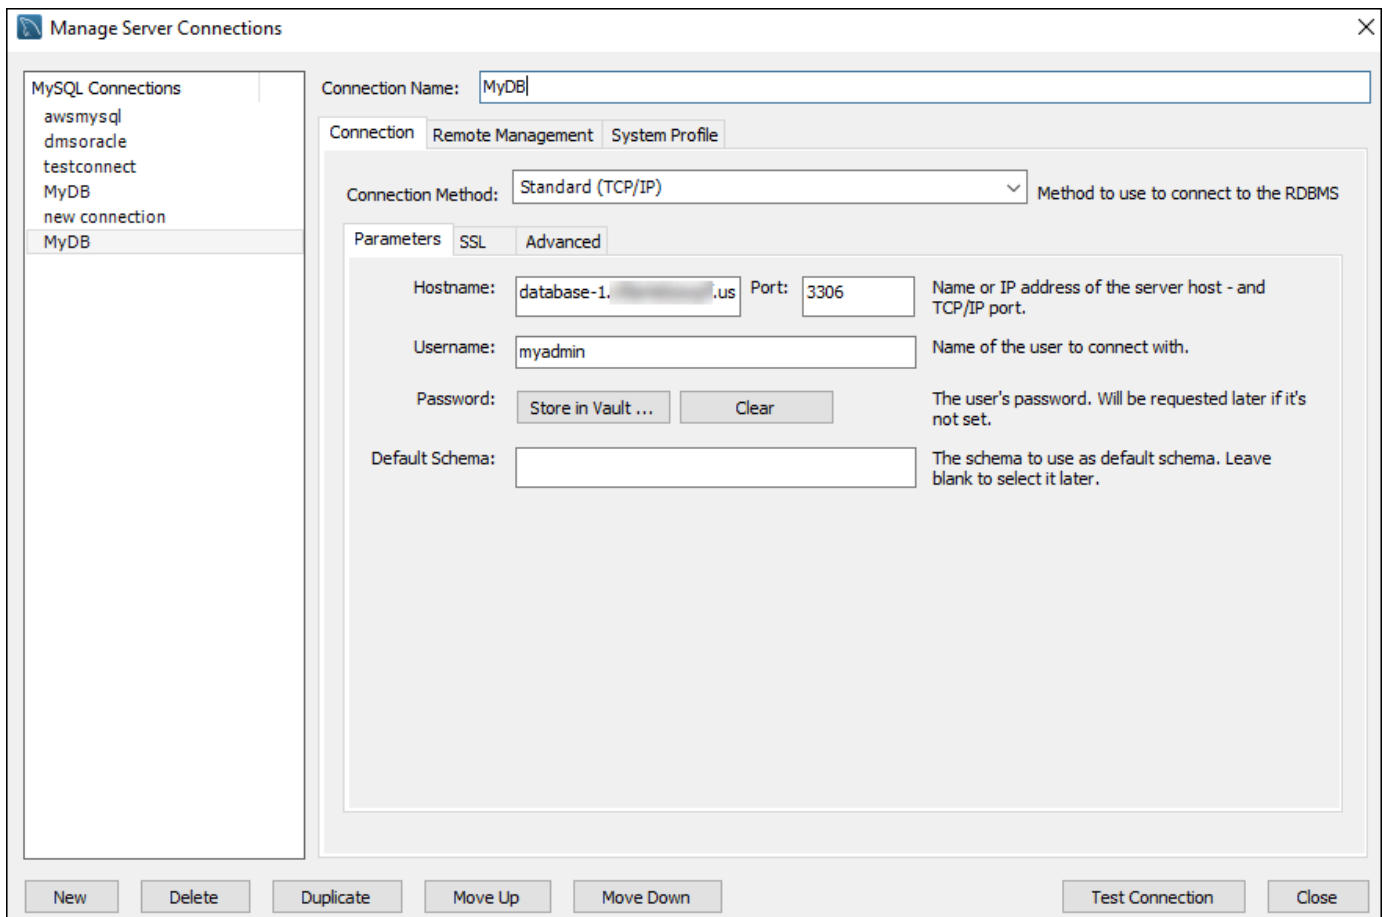 Manage Server Connections
MySQL Connections
awsmysql
dmsoracle
testconnect
MyDB
new connection
MyDB
Connection Name: MyDB
Connection Remote Management System Profile
Connection Method: Standard (TCP/IP) Method to use to connect to the RDBMS
Parameters SSL Advanced
Hostname: database-1. .us Port: 3306 Name or IP address of the server host - and
TCP/IP port.
Username: myadmin Name of the user to connect with.
Password: Store in Vault ... Clear The user's password. Will be requested later if it's
not set.
Default Schema: The schema to use as default schema. Leave
blank to select it later.
New Delete Duplicate Move Up Move Down Test Connection Close